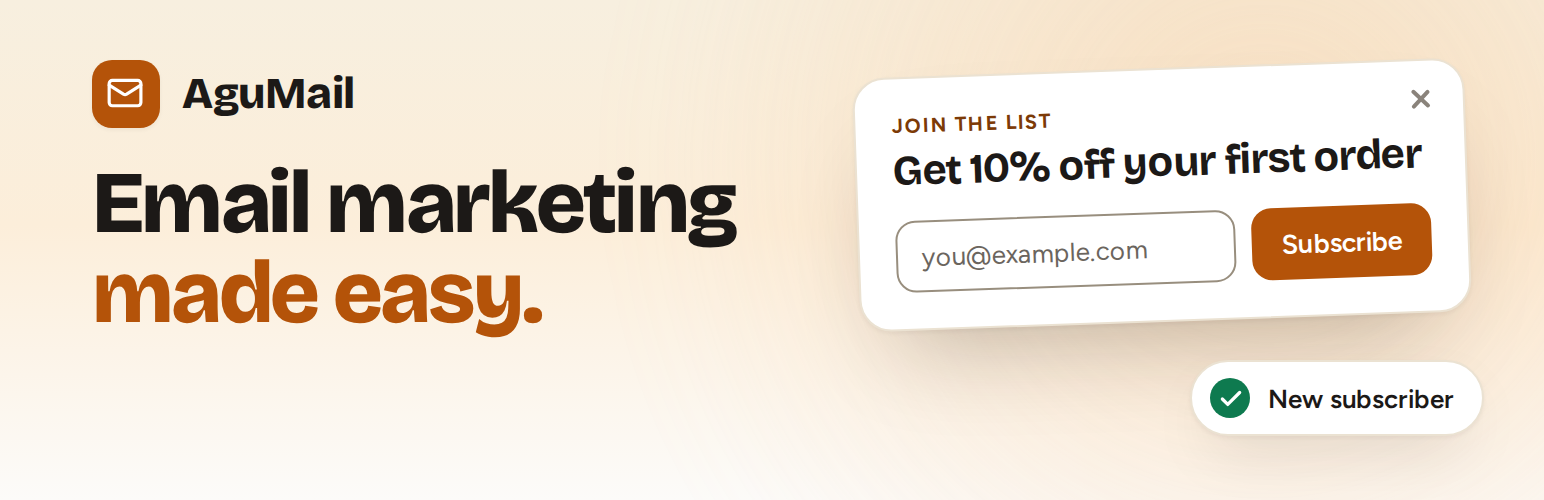 AguMail
Email marketing
made easy.
JOIN THE LIST
Get 10% off your first order
you@example.com
Subscribe
New subscriber